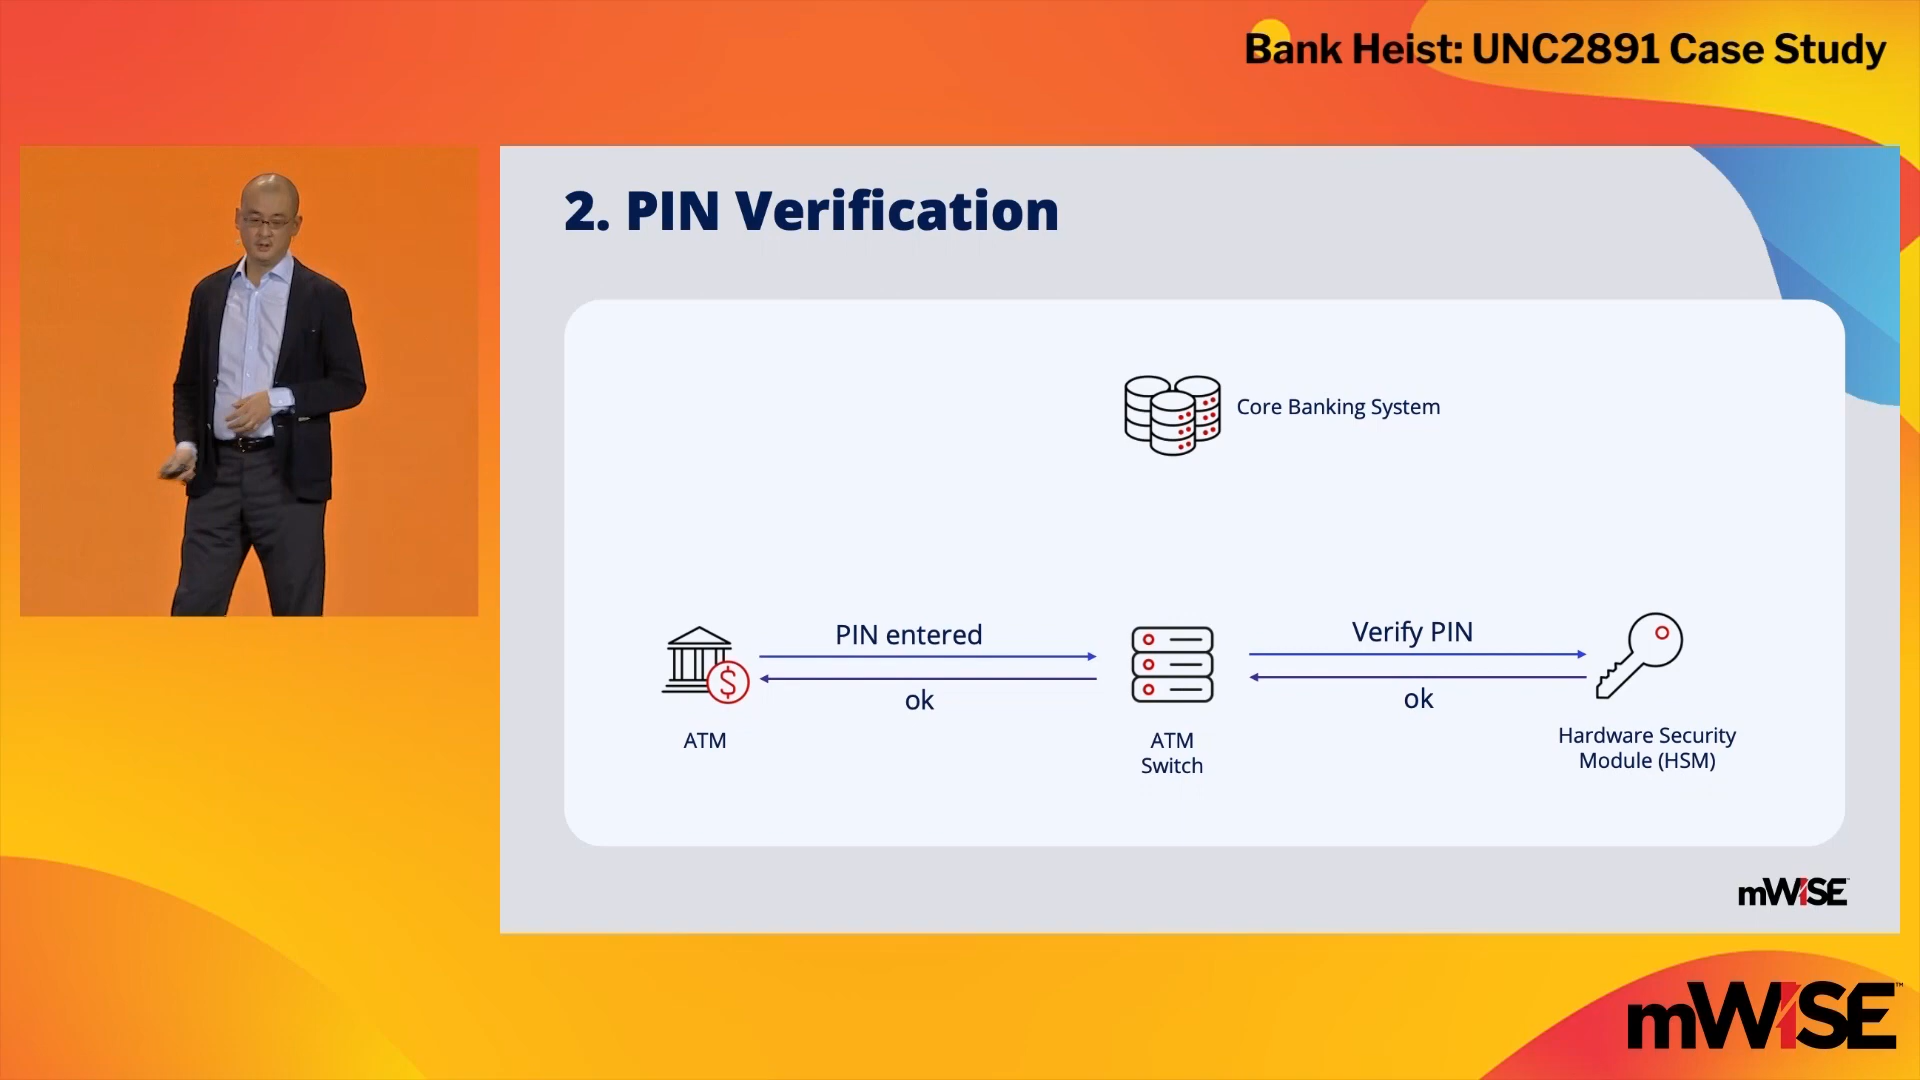 Bank Heist: UNC2891 Case Study
2. PIN Verification
Core Banking System
PIN entered
Verify PIN
$
ok
ok
ATM
ATM
Switch
Hardware Security
Module (HSM)
mWISE
mWISE™